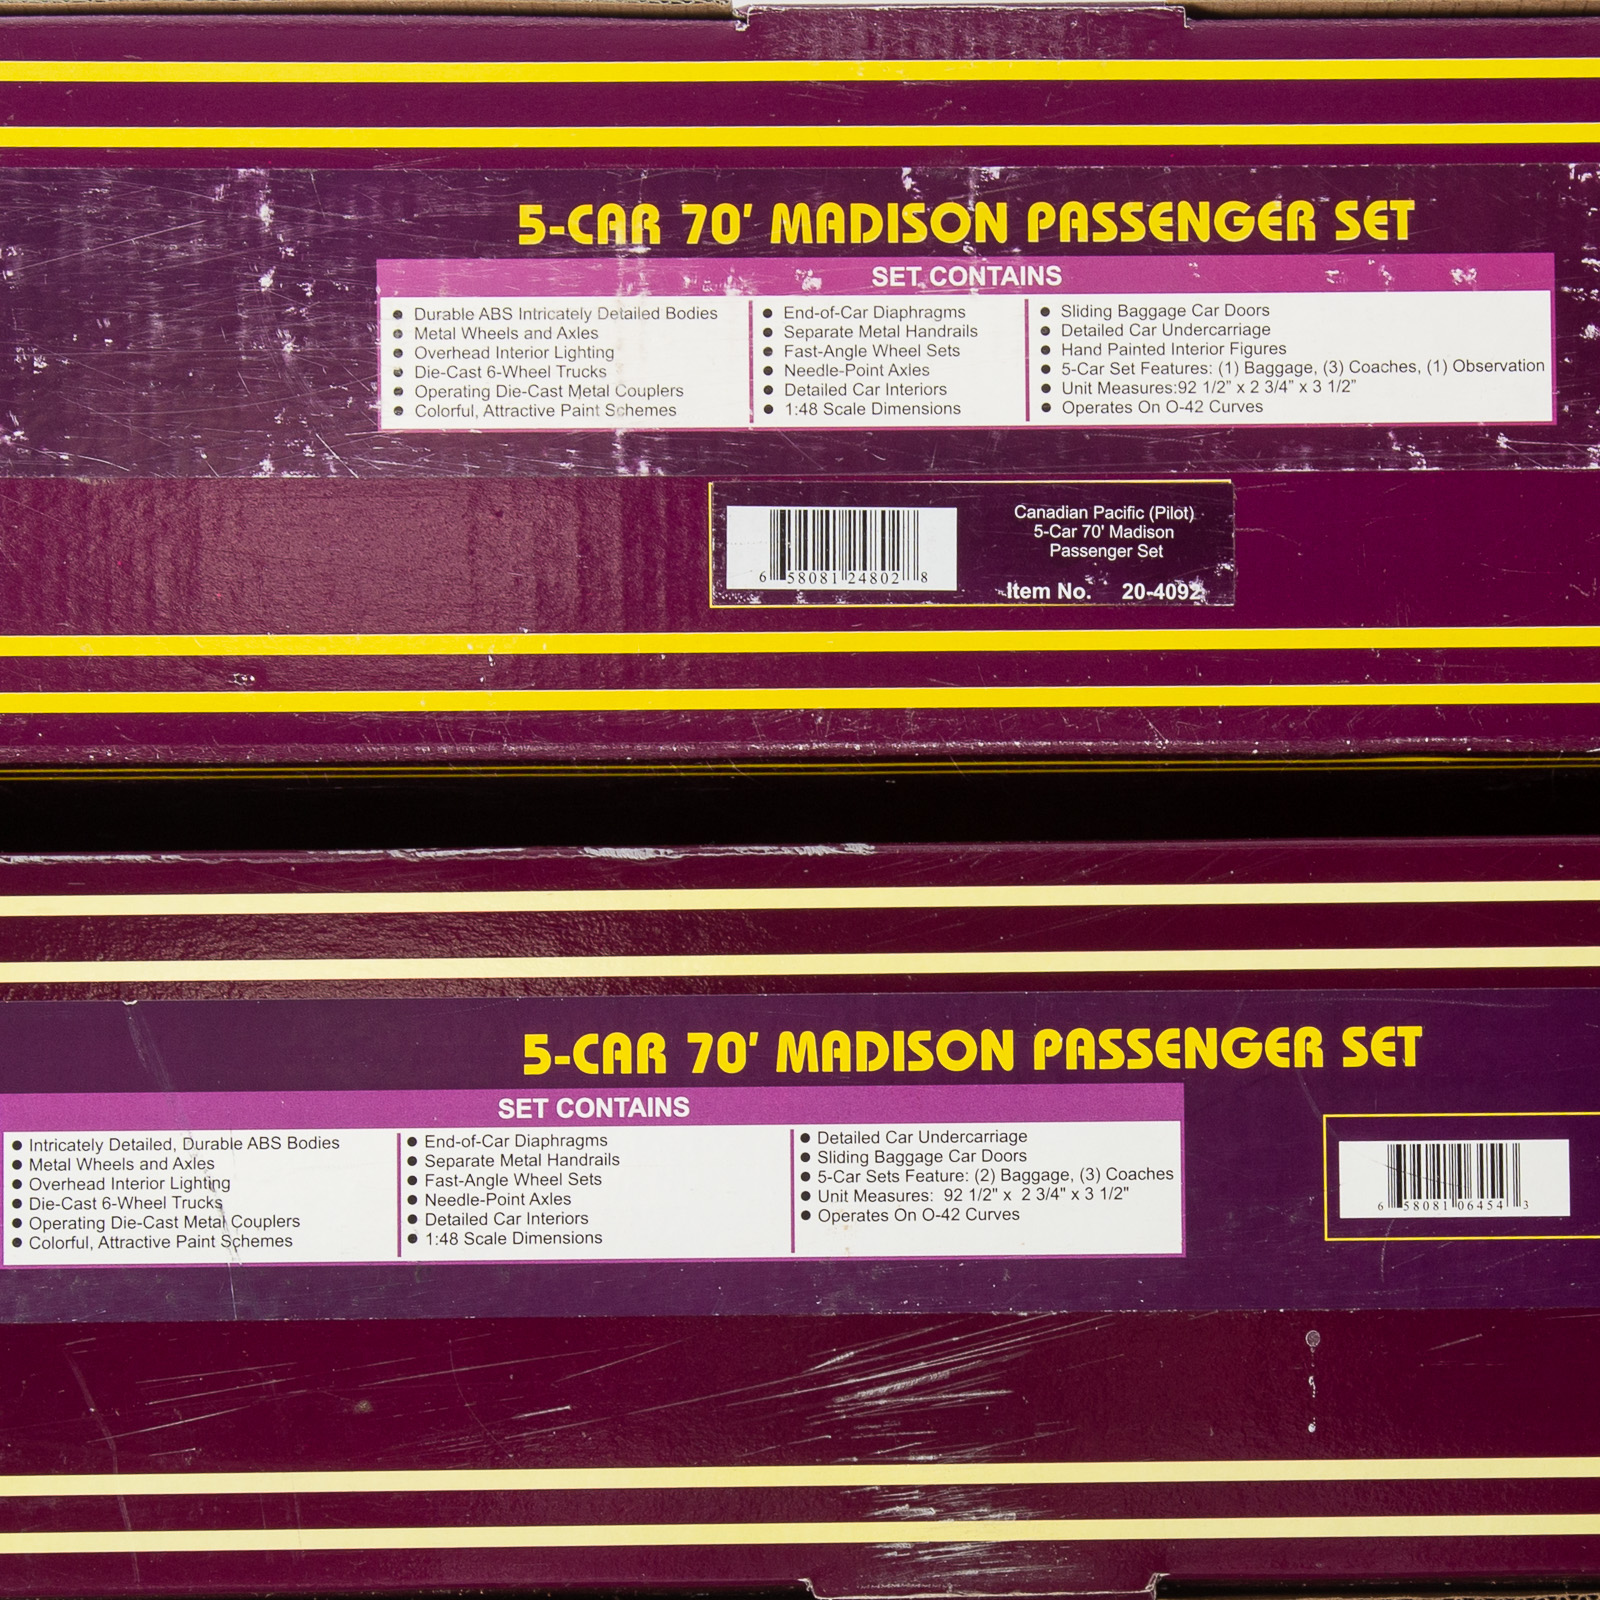 5-CAR 70' MADISON PASSENGER SET
SET CONTAINS
• Durable ABS Intricately Detailed Bodies
• Metal Wheels and Axles
• Overhead Interior Lighting
• Die-Cast 6-Wheel Trucks
• Operating Die-Cast Metal Couplers
• Colorful, Attractive Paint Schemes
• End-of-Car Diaphragms
• Separate Metal Handrails
• Fast-Angle Wheel Sets
• Needle-Point Axles
• Detailed Car Interiors
• 1:48 Scale Dimensions
• Sliding Baggage Car Doors
• Detailed Car Undercarriage
• Hand Painted Interior Figures
• 5-Car Set Features: (1) Baggage, (3) Coaches, (1) Observation
• Unit Measures:92 1/2” x 2 3/4” x 3 1/2”
• Operates On O-42 Curves
6 58081 24802 8
Canadian Pacific (Pilot)
5-Car 70' Madison
Passenger Set
Item No. 20-4092
5-CAR 70' MADISON PASSENGER SET
SET CONTAINS
• Intricately Detailed, Durable ABS Bodies
• Metal Wheels and Axles
• Overhead Interior Lighting
• Die-Cast 6-Wheel Trucks
• Operating Die-Cast Metal Couplers
• Colorful, Attractive Paint Schemes
• End-of-Car Diaphragms
• Separate Metal Handrails
• Fast-Angle Wheel Sets
• Needle-Point Axles
• Detailed Car Interiors
• 1:48 Scale Dimensions
• Detailed Car Undercarriage
• Sliding Baggage Car Doors
• 5-Car Sets Feature: (2) Baggage, (3) Coaches
• Unit Measures: 92 1/2" x 2 3/4" x 3 1/2"
• Operates On O-42 Curves
6 58081 06454 3